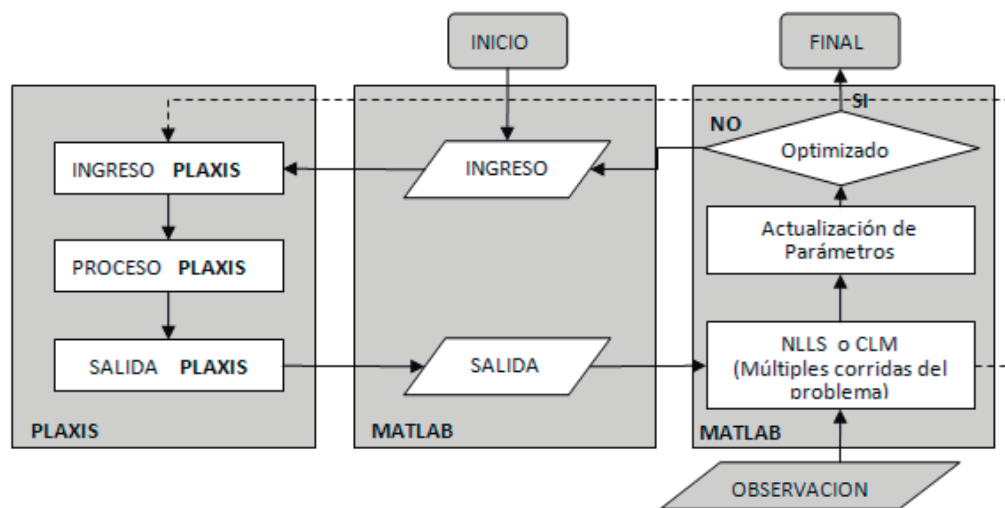 INICIO
FINAL
SI
NO
INGRESO PLAXIS
INGRESO
Optimizado
PROCESO PLAXIS
Actualización de
Parámetros
SALIDA PLAXIS
SALIDA
NLLS o CLM
(Múltiples corridas del
problema)
PLAXIS
MATLAB
MATLAB
OBSERVACION